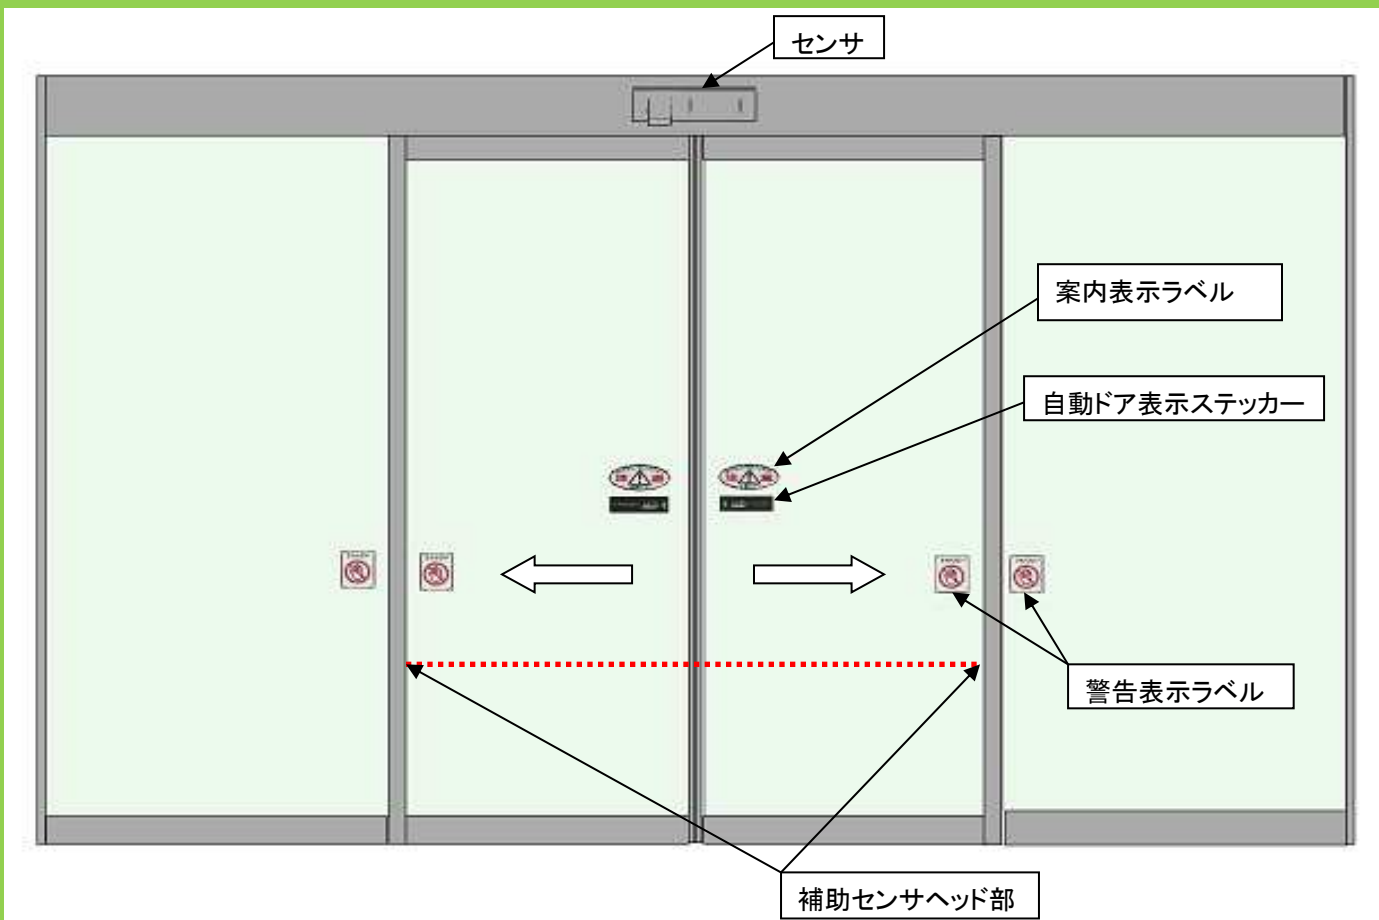 センサ
案内表示ラベル
自動ドア表示ステッカー
警告表示ラベル
補助センサヘッド部